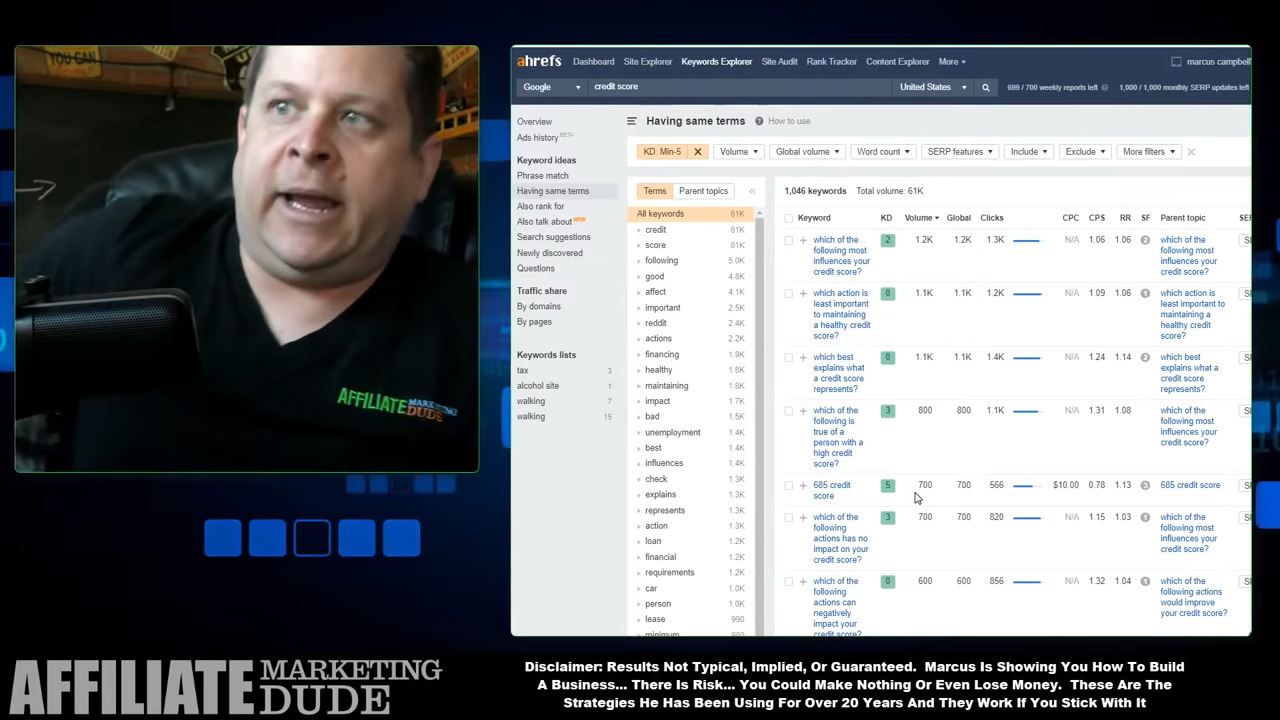 YOU CAN
AFFILIATE MARKETING DUDE
ahrefs Dashboard Site Explorer Keywords Explorer Site Audit Rank Tracker Content Explorer More marcus campbell
Google credit score United States 699 / 700 weekly reports left 1,000 / 1,000 monthly SERP updates left
Overview
Ads history BETA
Keyword ideas
Phrase match
Having same terms
Also rank for
Also talk about NEW
Search suggestions
Newly discovered
Questions
Traffic share
By domains
By pages
Keywords lists
tax 3
alcohol site 1
walking 7
walking 15
Having same terms ? How to use
KD: Min-5 X Volume Global volume Word count SERP features Include Exclude More filters
Terms Parent topics
All keywords 61K
credit 61K
score 61K
following 5.0K
good 4.8K
affect 4.1K
important 2.5K
reddit 2.4K
actions 2.2K
financing 1.9K
healthy 1.8K
maintaining 1.8K
impact 1.7K
bad 1.5K
unemployment 1.4K
best 1.4K
influences 1.4K
check 1.3K
explains 1.3K
represents 1.3K
action 1.3K
loan 1.2K
financial 1.2K
requirements 1.2K
car 1.0K
person 1.0K
lease 990
minimum 980
1,046 keywords Total volume: 61K
Keyword KD Volume Global Clicks CPC CPS RR SF Parent topic
which of the 2 1.2K 1.2K 1.3K N/A 1.06 1.06 2 which of the
following most following most
influences your influences your
credit score? credit score?
which action is 0 1.1K 1.1K 1.2K N/A 1.09 1.06 1 which action is
least important least important
to maintaining to maintaining
a healthy credit a healthy credit
score? score?
which best 0 1.1K 1.1K 1.4K N/A 1.24 1.14 2 which best
explains what explains what
a credit score a credit score
represents? represents?
which of the 3 800 800 1.1K N/A 1.31 1.08 which of the
following is following most
true of a influences your
person with a credit score?
high credit
score?
685 credit 5 700 700 566 $10.00 0.78 1.13 3 685 credit score
score
which of the 3 700 700 820 N/A 1.15 1.03 1 which of the
following following most
actions has no influences your
impact on your credit score?
credit score?
which of the 0 600 600 856 N/A 1.32 1.04 1 which of the
following following actions
actions can would improve
negatively your credit score?
impact your
credit score?
AFFILIATE MARKETING DUDE
Disclaimer: Results Not Typical, Implied, Or Guaranteed. Marcus Is Showing You How To Build
A Business... There Is Risk... You Could Make Nothing Or Even Lose Money. These Are The
Strategies He Has Been Using For Over 20 Years And They Work If You Stick With It